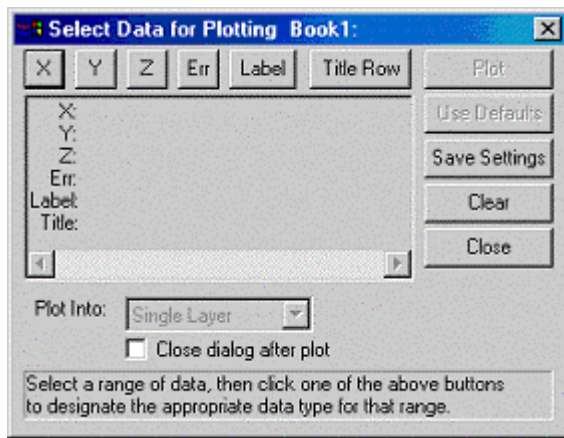 Select Data for Plotting Book1:
X Y Z Err Label Title Row Plot
Use Defaults
Save Settings
Clear
Close
X:
Y:
Z:
Err:
Label:
Title:
Plot Into: Single Layer
Close dialog after plot
Select a range of data, then click one of the above buttons
to designate the appropriate data type for that range.